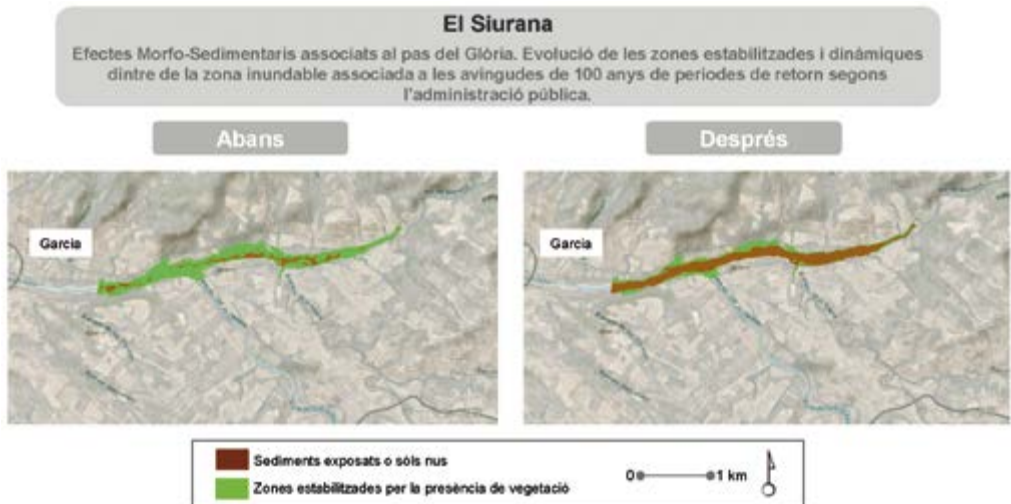 El Siurana
Efectes Morfo-Sedimentaris associats al pas del Glòria. Evolució de les zones estabilitzades i dinàmiques
dintre de la zona inundable associada a les avingudes de 100 anys de periodes de retorn segons
l'administració pública.
Abans
Després
Garcia
Garcia
Sediments exposats o sòls nus
Zones estabilitzades per la presència de vegetació
0 1 km